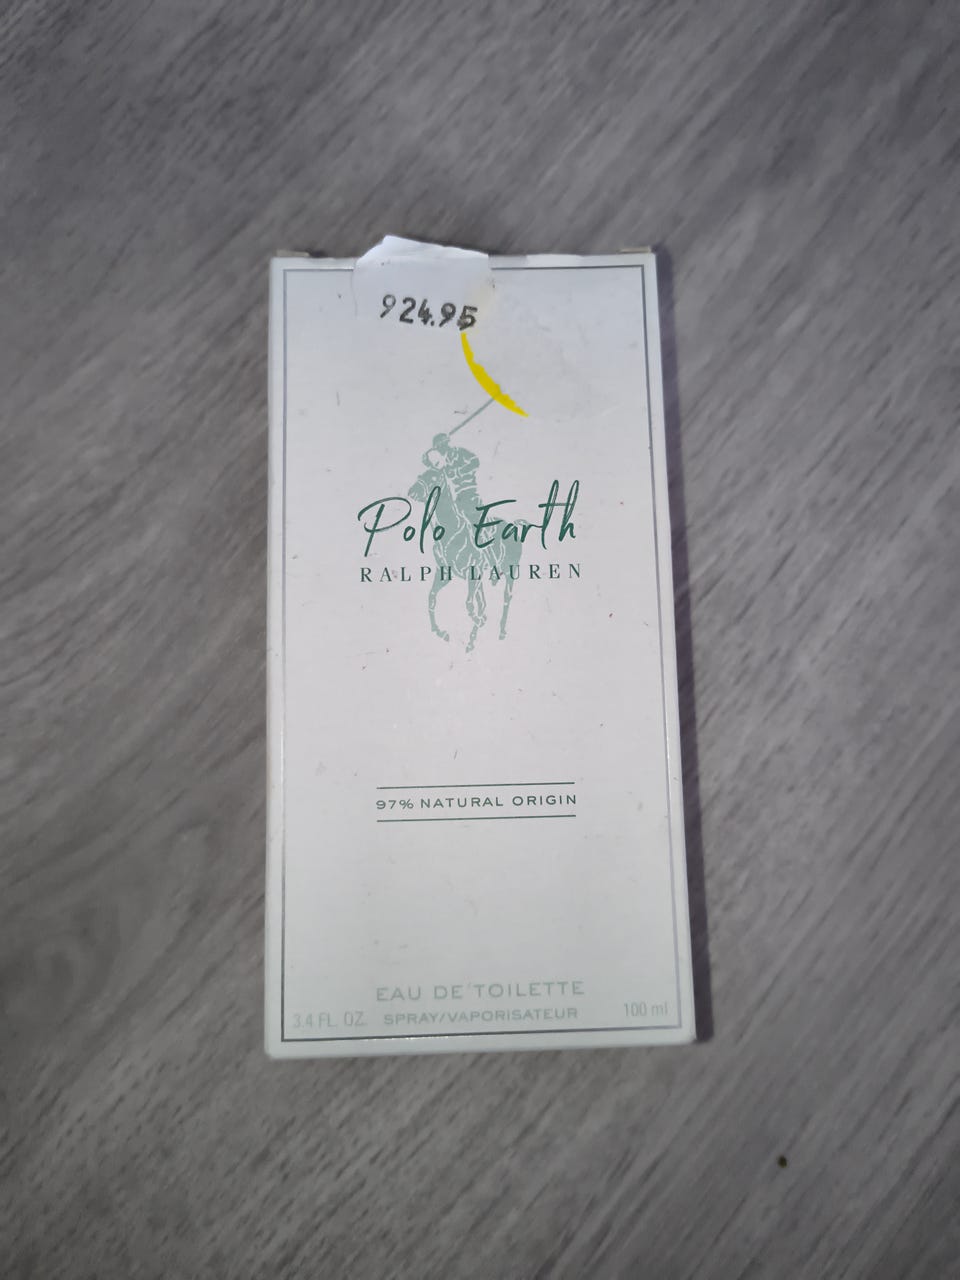 924.95
Polo Earth
RALPH LAUREN
97% NATURAL ORIGIN
EAU DE TOILETTE
3.4 FL. OZ. SPRAY/VAPORISATEUR 100 ml